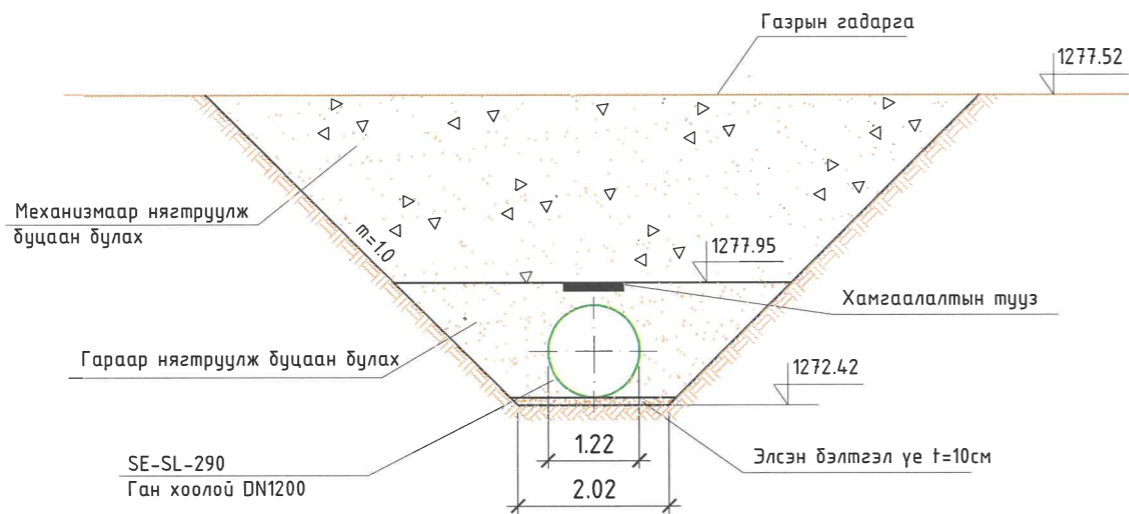 Газрын гадарга
1277.52
Механизмаар нягтруулж
буцаан булах
m=1.0
1277.95
Хамгаалалтын тууз
Гараар нягтруулж буцаан булах
1272.42
SE-SL-290
Ган хоолой DN1200
1.22
2.02
Элсэн бэлтгэл үе t=10см